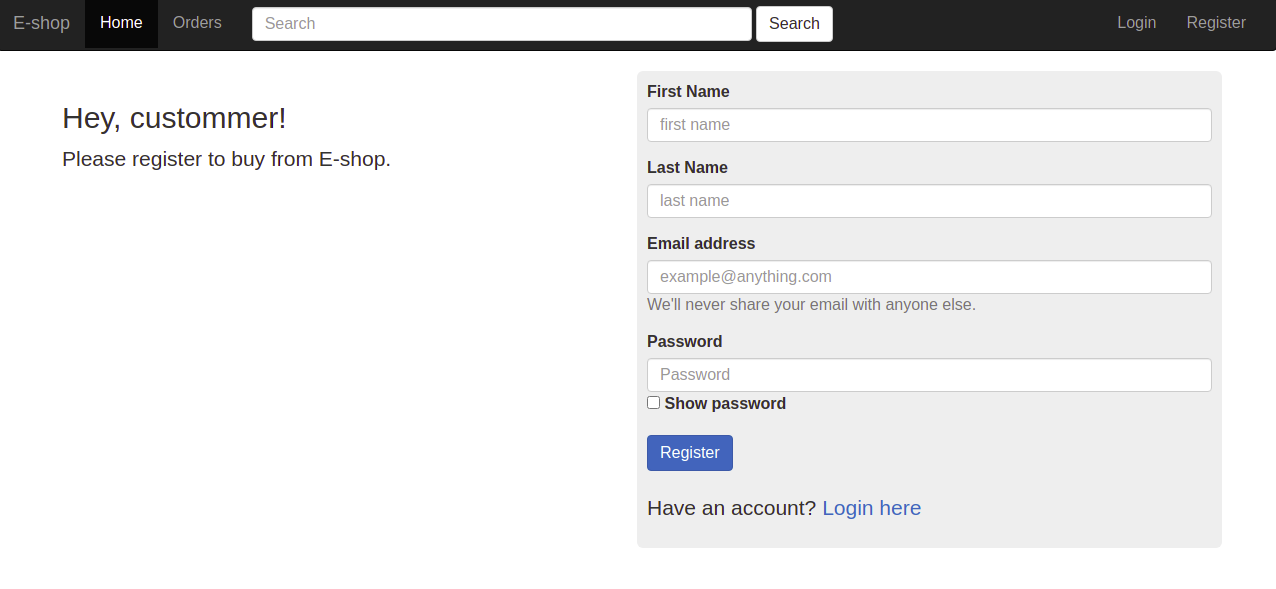 E-shop Home Orders Search Search Login Register
Hey, custommer!
Please register to buy from E-shop.
First Name
first name
Last Name
last name
Email address
example@anything.com
We'll never share your email with anyone else.
Password
Password
Show password
Register
Have an account? Login here